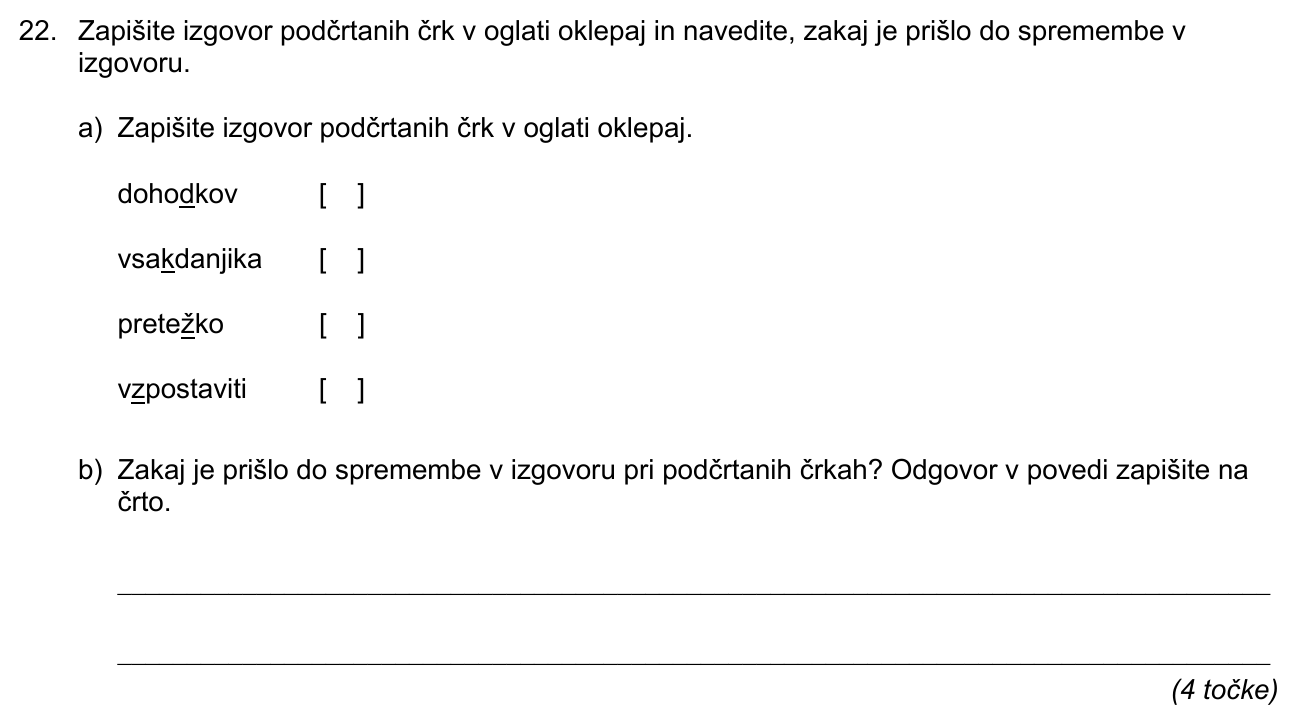 22. Zapišite izgovor podčrtanih črk v oglati oklepaj in navedite, zakaj je prišlo do spremembe v
izgovoru.
a) Zapišite izgovor podčrtanih črk v oglati oklepaj.
dohodkov [ ]
vsakdanjika [ ]
pretežko [ ]
vzpostaviti [ ]
b) Zakaj je prišlo do spremembe v izgovoru pri podčrtanih črkah? Odgovor v povedi zapišite na
črto.
(4 točke)